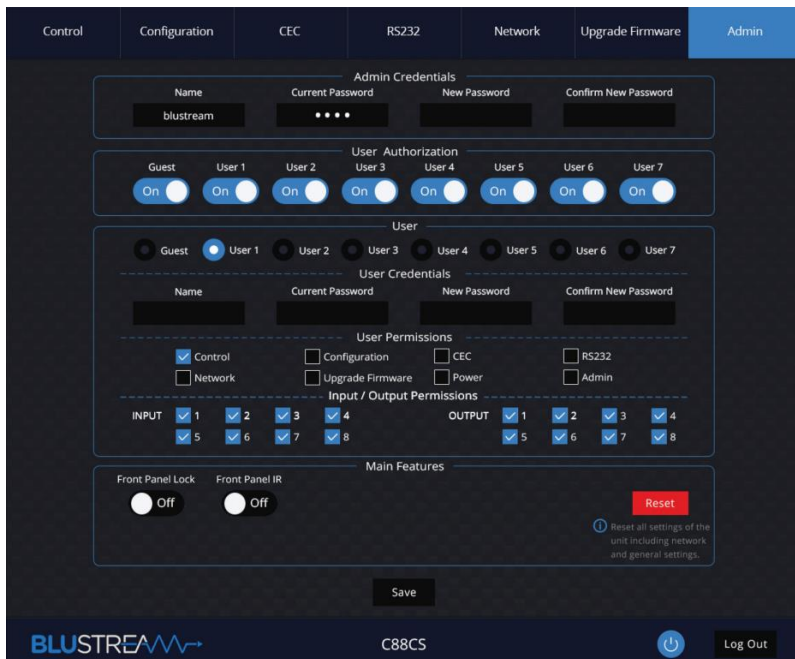 Control Configuration CEC RS232 Network Upgrade Firmware Admin
Admin Credentials
Name Current Password New Password Confirm New Password
blustream ••••
User Authorization
Guest User 1 User 2 User 3 User 4 User 5 User 6 User 7
On On On On On On On On
User
Guest User 1 User 2 User 3 User 4 User 5 User 6 User 7
User Credentials
Name Current Password New Password Confirm New Password
User Permissions
Control Configuration CEC RS232
Network Upgrade Firmware Power Admin
Input / Output Permissions
INPUT 1 2 3 4 OUTPUT 1 2 3 4
5 6 7 8 5 6 7 8
Main Features
Front Panel Lock Front Panel IR
Off Off Reset
Reset all settings of the
unit including network
and general settings.
Save
BLUSTREAM C88CS Log Out